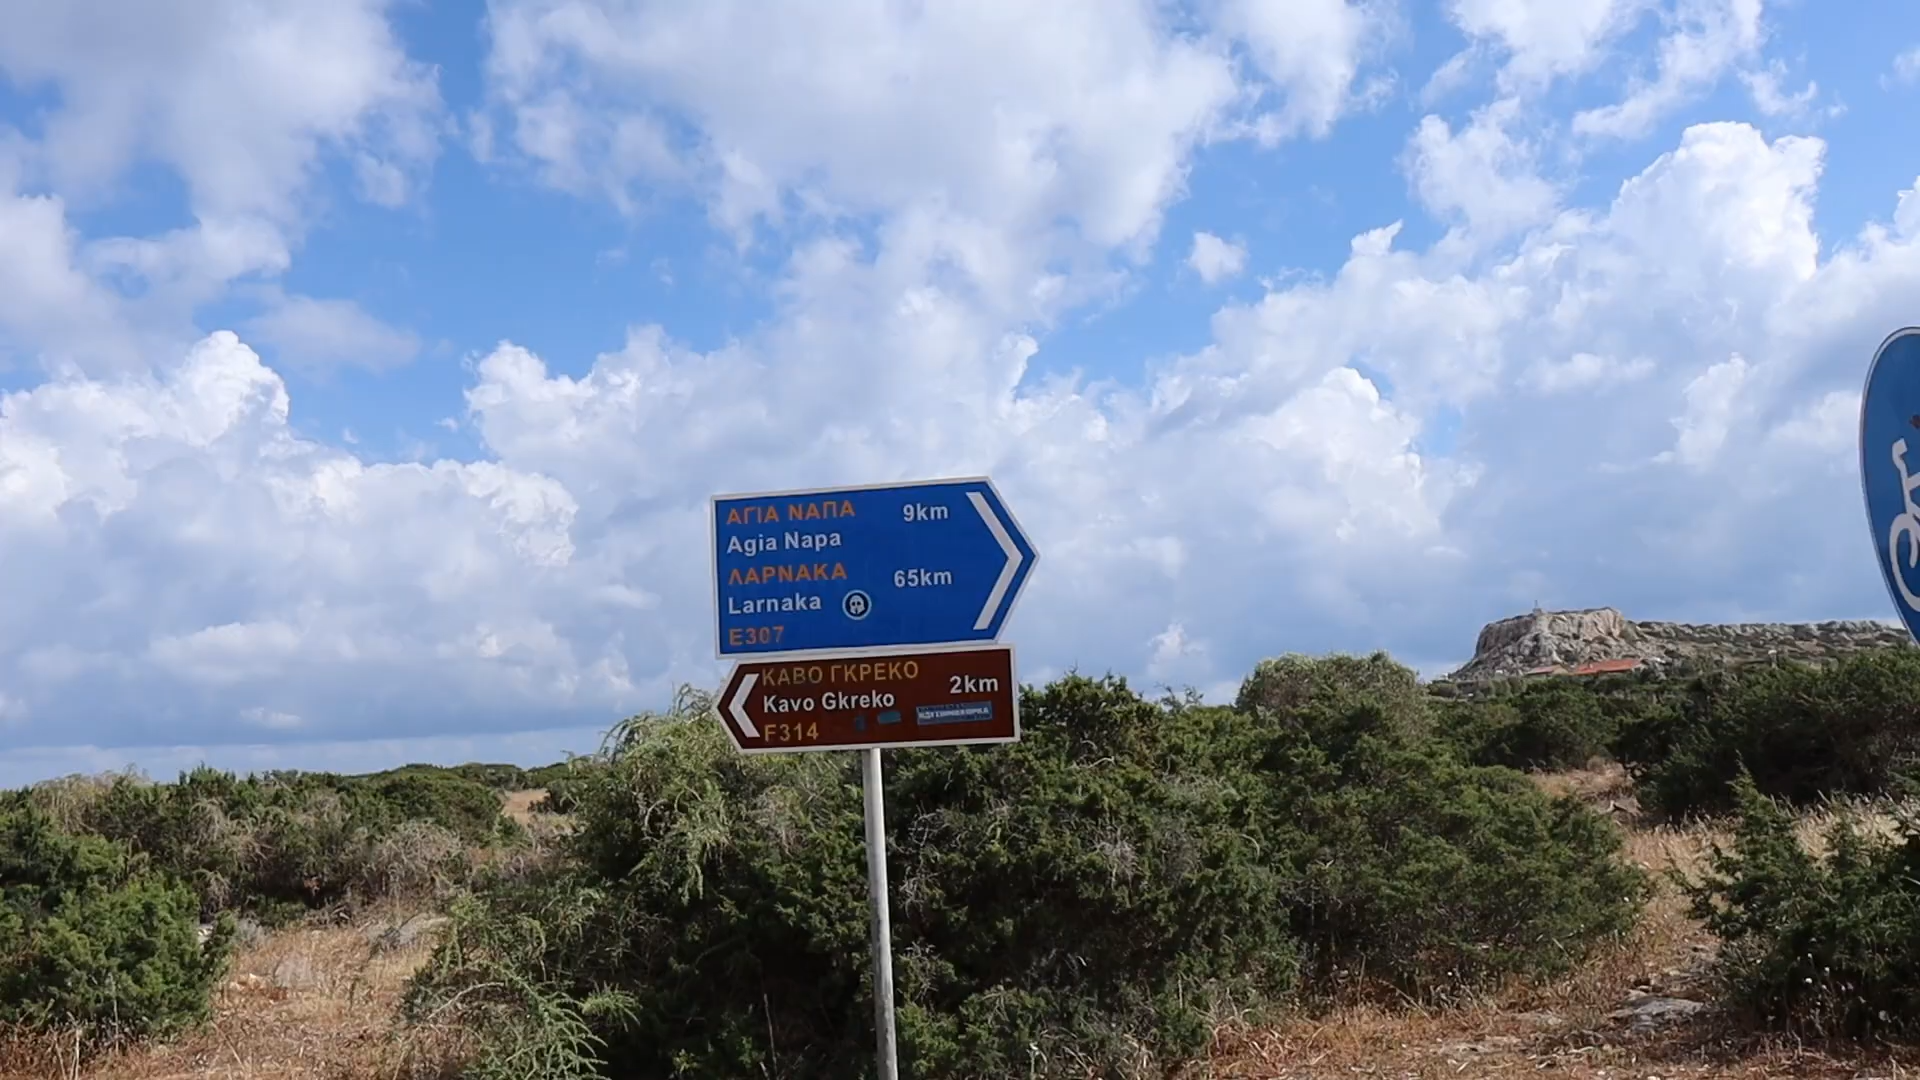 ΑΓΙΑ ΝΑΠΑ 9km
Agia Napa
ΛΑΡΝΑΚΑ 65km
Larnaka
E307
ΚΑΒΟ ΓΚΡΕΚΟ
Kavo Gkreko 2km
F314